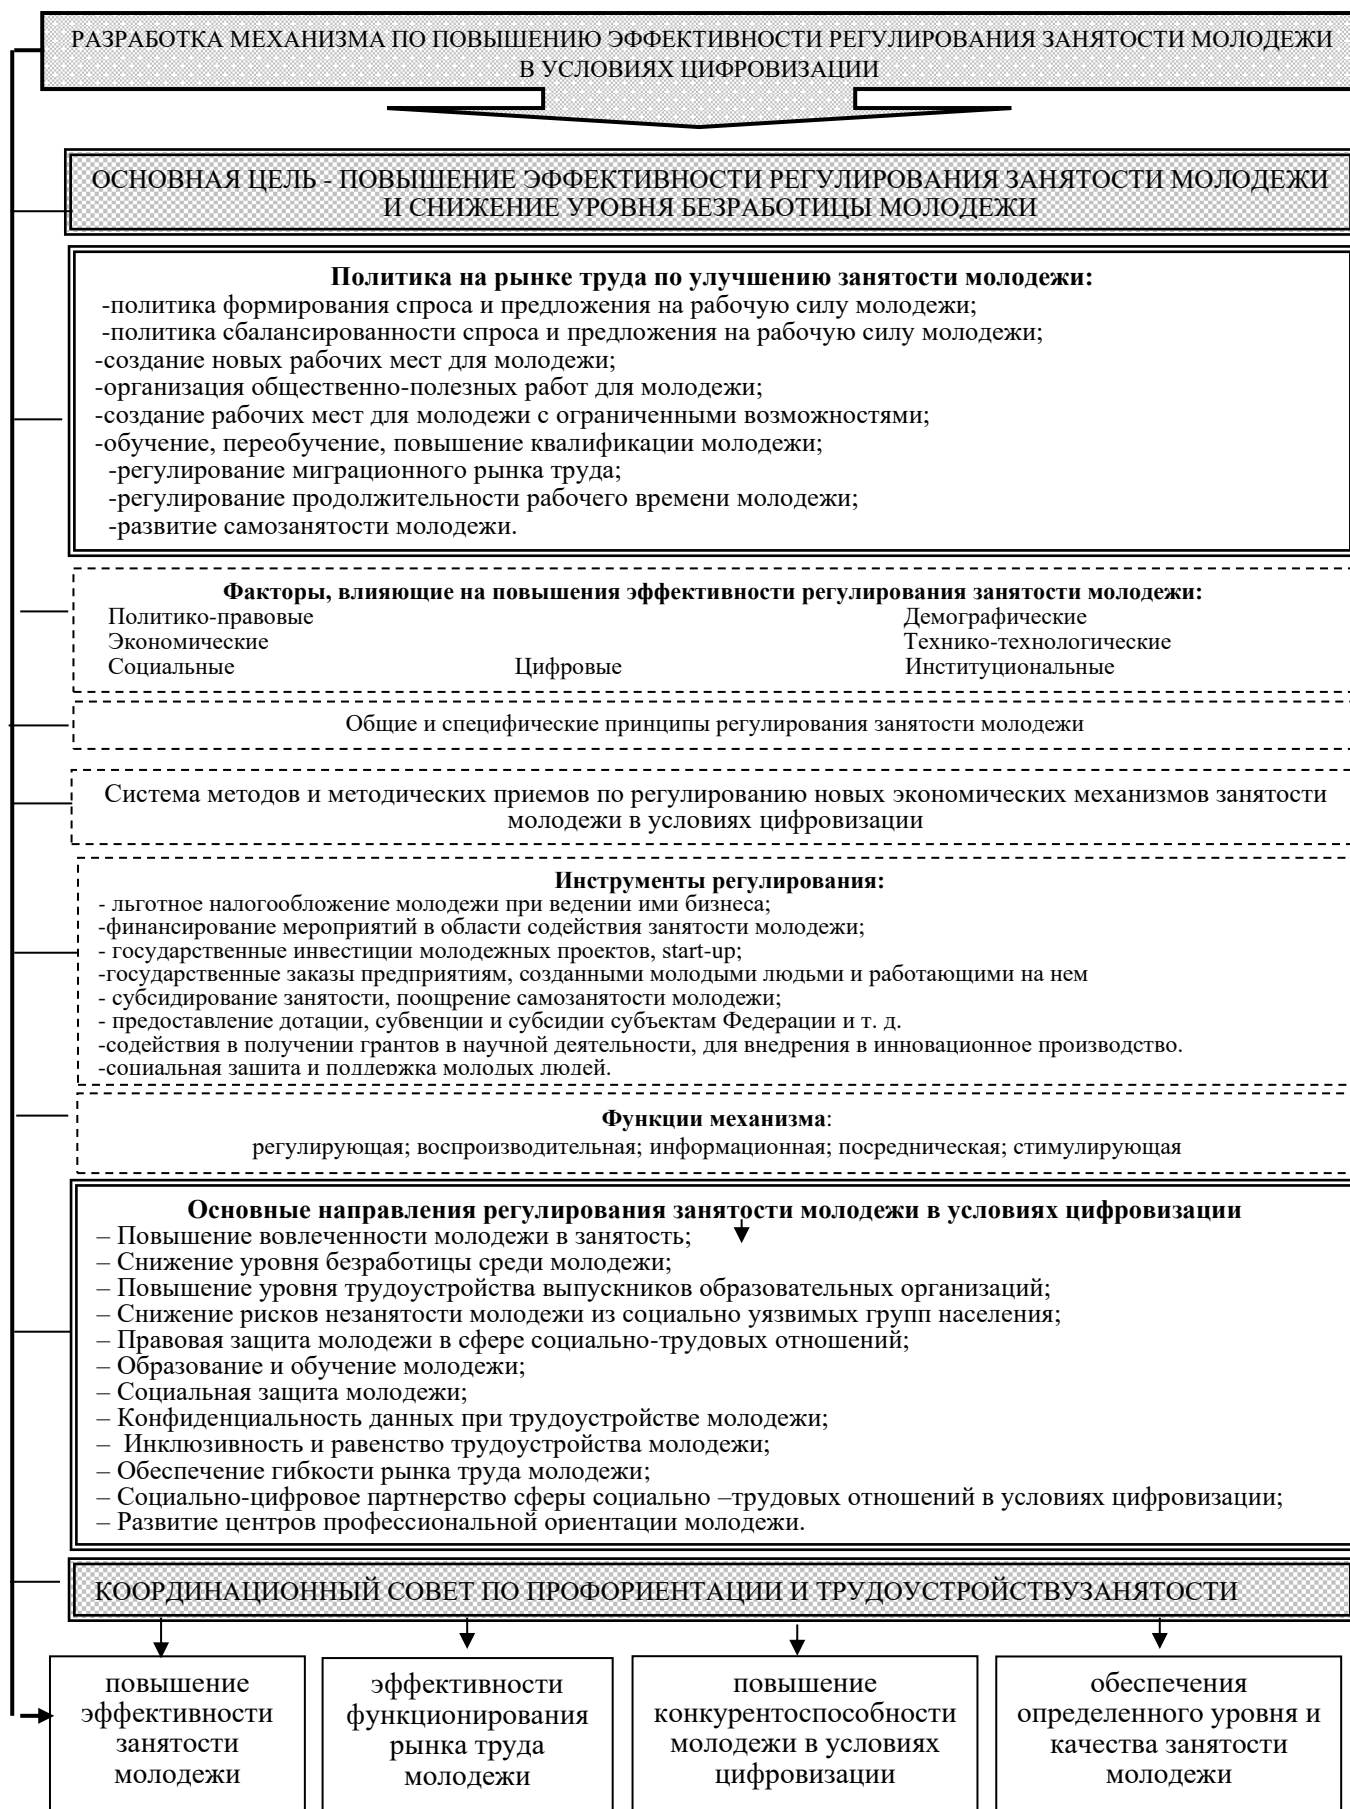 РАЗРАБОТКА МЕХАНИЗМА ПО ПОВЫШЕНИЮ ЭФФЕКТИВНОСТИ РЕГУЛИРОВАНИЯ ЗАНЯТОСТИ МОЛОДЕЖИ
В УСЛОВИЯХ ЦИФРОВИЗАЦИИ
ОСНОВНАЯ ЦЕЛЬ - ПОВЫШЕНИЕ ЭФФЕКТИВНОСТИ РЕГУЛИРОВАНИЯ ЗАНЯТОСТИ МОЛОДЕЖИ
И СНИЖЕНИЕ УРОВНЯ БЕЗРАБОТИЦЫ МОЛОДЕЖИ
Политика на рынке труда по улучшению занятости молодежи:
-политика формирования спроса и предложения на рабочую силу молодежи;
-политика сбалансированности спроса и предложения на рабочую силу молодежи;
-создание новых рабочих мест для молодежи;
-организация общественно-полезных работ для молодежи;
-создание рабочих мест для молодежи с ограниченными возможностями;
-обучение, переобучение, повышение квалификации молодежи;
-регулирование миграционного рынка труда;
-регулирование продолжительности рабочего времени молодежи;
-развитие самозанятости молодежи.
Факторы, влияющие на повышения эффективности регулирования занятости молодежи:
Политико-правовые Демографические
Экономические Технико-технологические
Социальные Цифровые Институциональные
Общие и специфические принципы регулирования занятости молодежи
Система методов и методических приемов по регулированию новых экономических механизмов занятости
молодежи в условиях цифровизации
Инструменты регулирования:
- льготное налогообложение молодежи при ведении ими бизнеса;
-финансирование мероприятий в области содействия занятости молодежи;
- государственные инвестиции молодежных проектов, start-up;
-государственные заказы предприятиям, созданными молодыми людьми и работающими на нем
- субсидирование занятости, поощрение самозанятости молодежи;
- предоставление дотации, субвенции и субсидии субъектам Федерации и т. д.
-содействия в получении грантов в научной деятельности, для внедрения в инновационное производство.
-социальная защита и поддержка молодых людей.
Функции механизма:
регулирующая; воспроизводительная; информационная; посредническая; стимулирующая
Основные направления регулирования занятости молодежи в условиях цифровизации
– Повышение вовлеченности молодежи в занятость;
– Снижение уровня безработицы среди молодежи;
– Повышение уровня трудоустройства выпускников образовательных организаций;
– Снижение рисков незанятости молодежи из социально уязвимых групп населения;
– Правовая защита молодежи в сфере социально-трудовых отношений;
– Образование и обучение молодежи;
– Социальная защита молодежи;
– Конфиденциальность данных при трудоустройстве молодежи;
– Инклюзивность и равенство трудоустройства молодежи;
– Обеспечение гибкости рынка труда молодежи;
– Социально-цифровое партнерство сферы социально –трудовых отношений в условиях цифровизации;
– Развитие центров профессиональной ориентации молодежи.
КООРДИНАЦИОННЫЙ СОВЕТ ПО ПРОФОРИЕНТАЦИИ И ТРУДОУСТРОЙСТВУЗАНЯТОСТИ
повышение
эффективности
занятости
молодежи
эффективности
функционирования
рынка труда
молодежи
повышение
конкурентоспособности
молодежи в условиях
цифровизации
обеспечения
определенного уровня и
качества занятости
молодежи